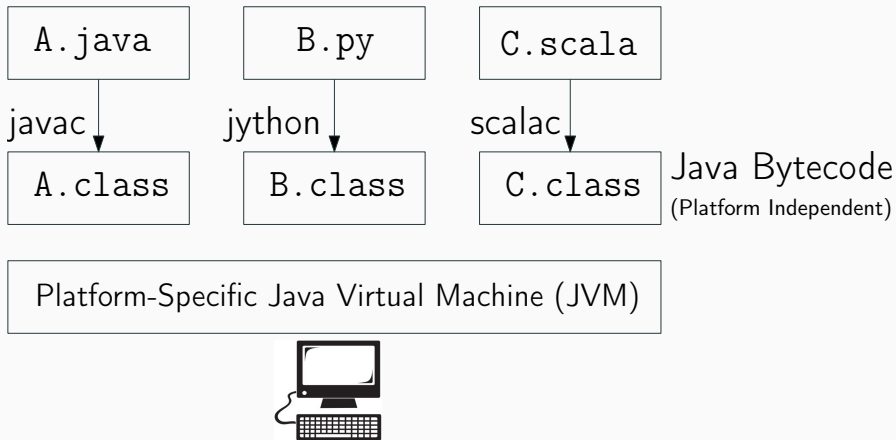 A.java
B.py
C.scala
javac
jython
scalac
A.class
B.class
C.class
Java Bytecode
(Platform Independent)
Platform-Specific Java Virtual Machine (JVM)